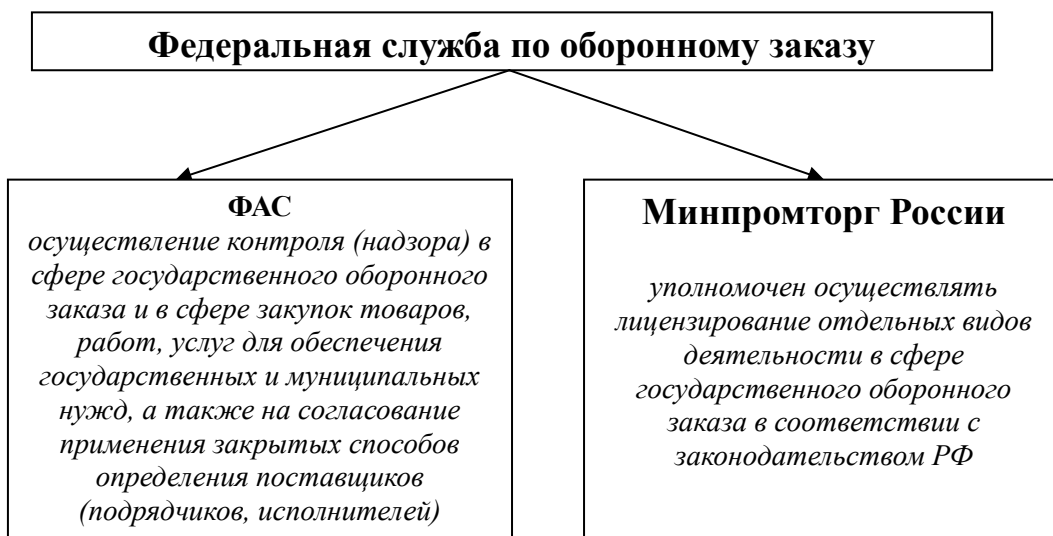 Федеральная служба по оборонному заказу
ФАС
осуществление контроля (надзора) в
сфере государственного оборонного
заказа и в сфере закупок товаров,
работ, услуг для обеспечения
государственных и муниципальных
нужд, а также на согласование
применения закрытых способов
определения поставщиков
(подрядчиков, исполнителей)
Минпромторг России
уполномочен осуществлять
лицензирование отдельных видов
деятельности в сфере
государственного оборонного
заказа в соответствии с
законодательством РФ